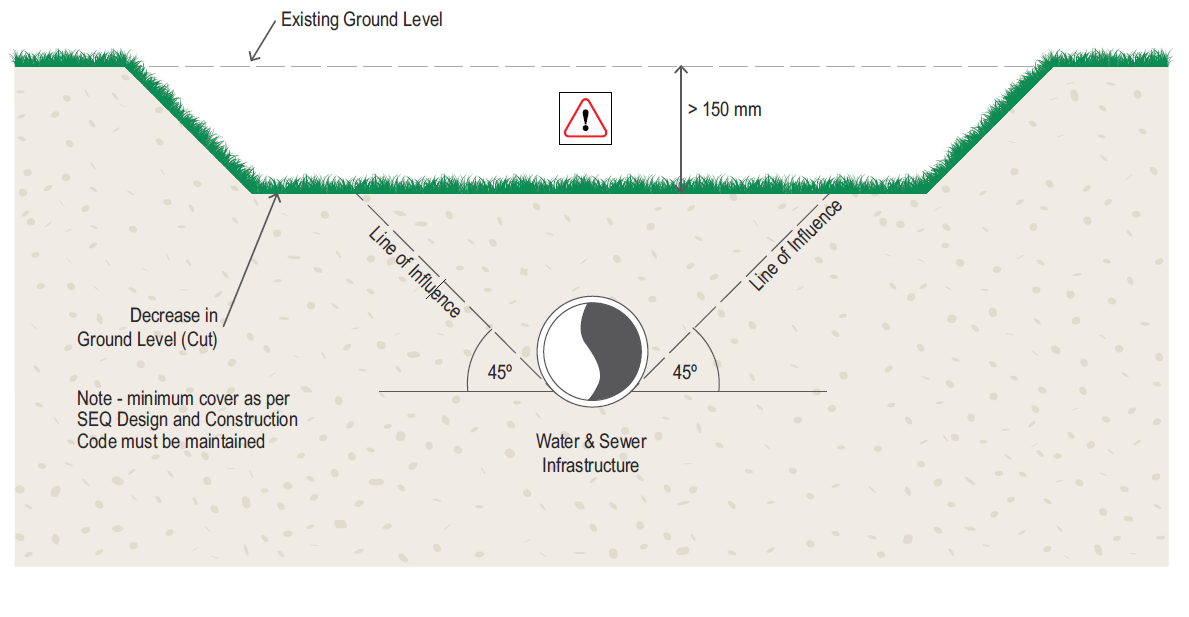 Existing Ground Level
> 150 mm
Line of Influence
Line of Influence
Decrease in
Ground Level (Cut)
45º
45º
Note - minimum cover as per
SEQ Design and Construction
Code must be maintained
Water & Sewer
Infrastructure